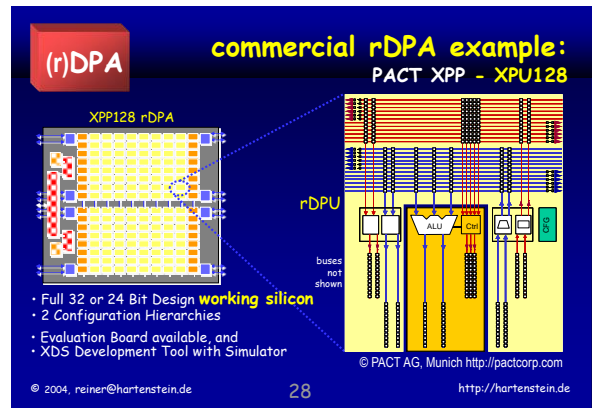 (r)DPA
commercial rDPA example:
PACT XPP - XPU128
XPP128 rDPA
rDPU
ALU
Ctrl
CFG
buses
not
shown
• Full 32 or 24 Bit Design working silicon
• 2 Configuration Hierarchies
• Evaluation Board available, and
• XDS Development Tool with Simulator
© PACT AG, Munich http://pactcorp.com
© 2004, reiner@hartenstein.de
28
http://hartenstein.de